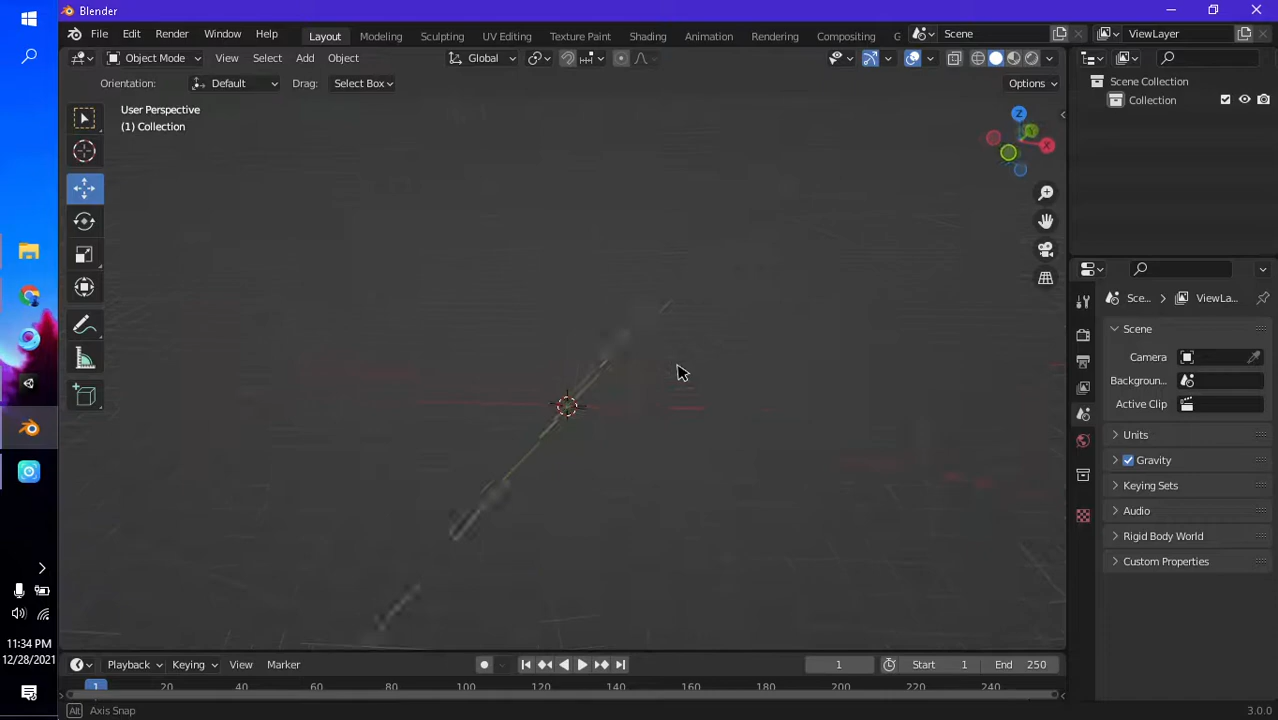 Blender
File Edit Render Window Help Layout Modeling Sculpting UV Editing Texture Paint Shading Animation Rendering Compositing Scene ViewLayer
Object Mode View Select Add Object Global
Orientation: Default Drag: Select Box Options
User Perspective
(1) Collection
Z
Y
X
Scene Collection
Collection
Sce... ViewLa...
Scene
Camera
Backgroun...
Active Clip
Units
Gravity
Keying Sets
Audio
Rigid Body World
Custom Properties
11:34 PM
12/28/2021
Playback Keying View Marker 1 Start 1 End 250
1 20 40 60 80 100 120 140 160 180 200 220 240
Alt Axis Snap 3.0.0